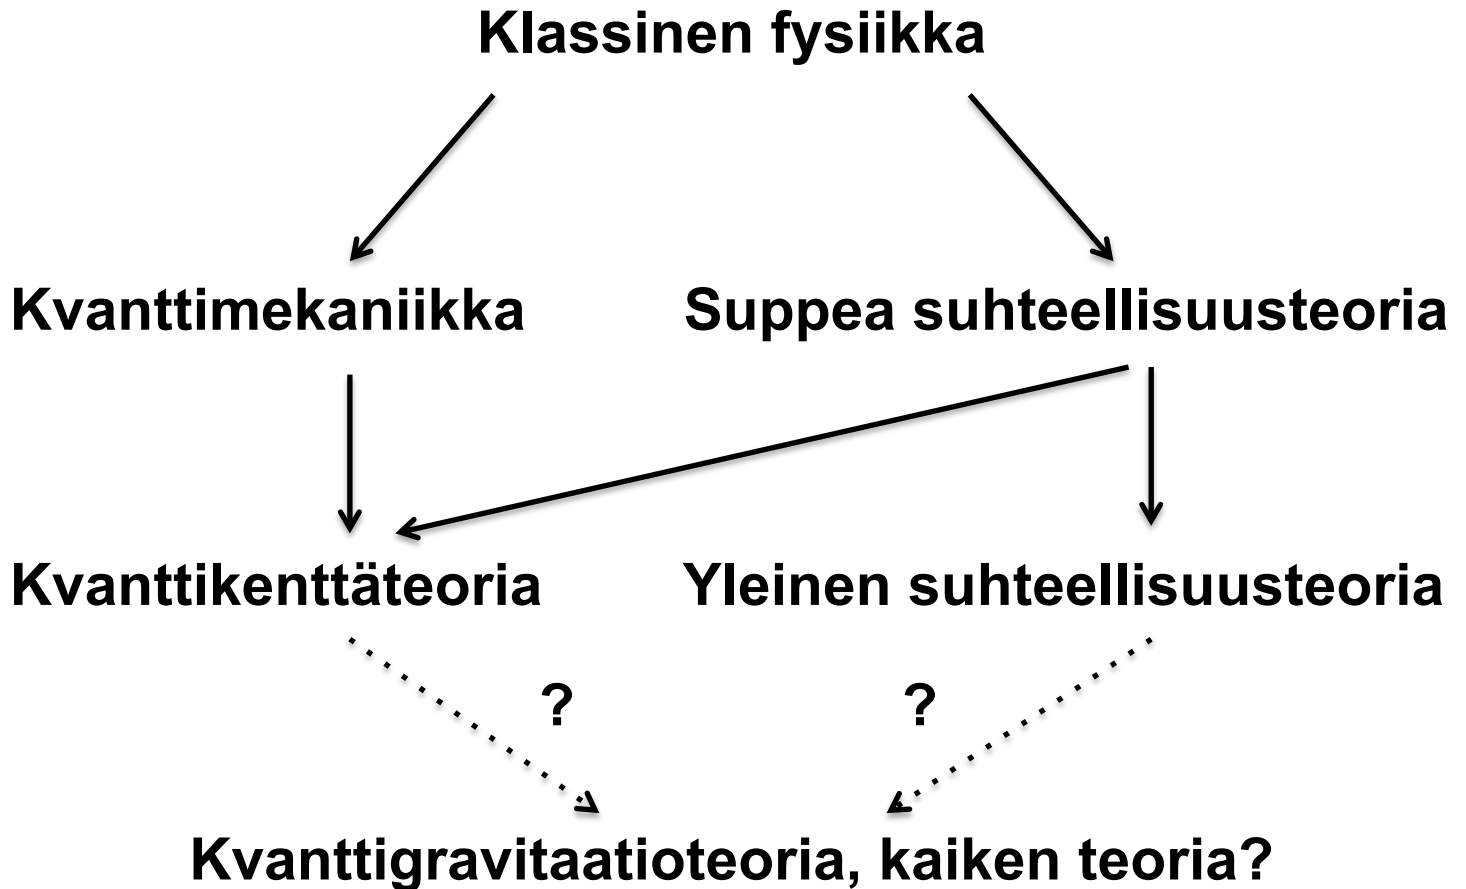 Klassinen fysiikka
Kvanttimekaniikka
Suppea suhteellisuusteoria
Kvanttikenttäteoria
Yleinen suhteellisuusteoria
?
?
Kvanttigravitaatioteoria, kaiken teoria?